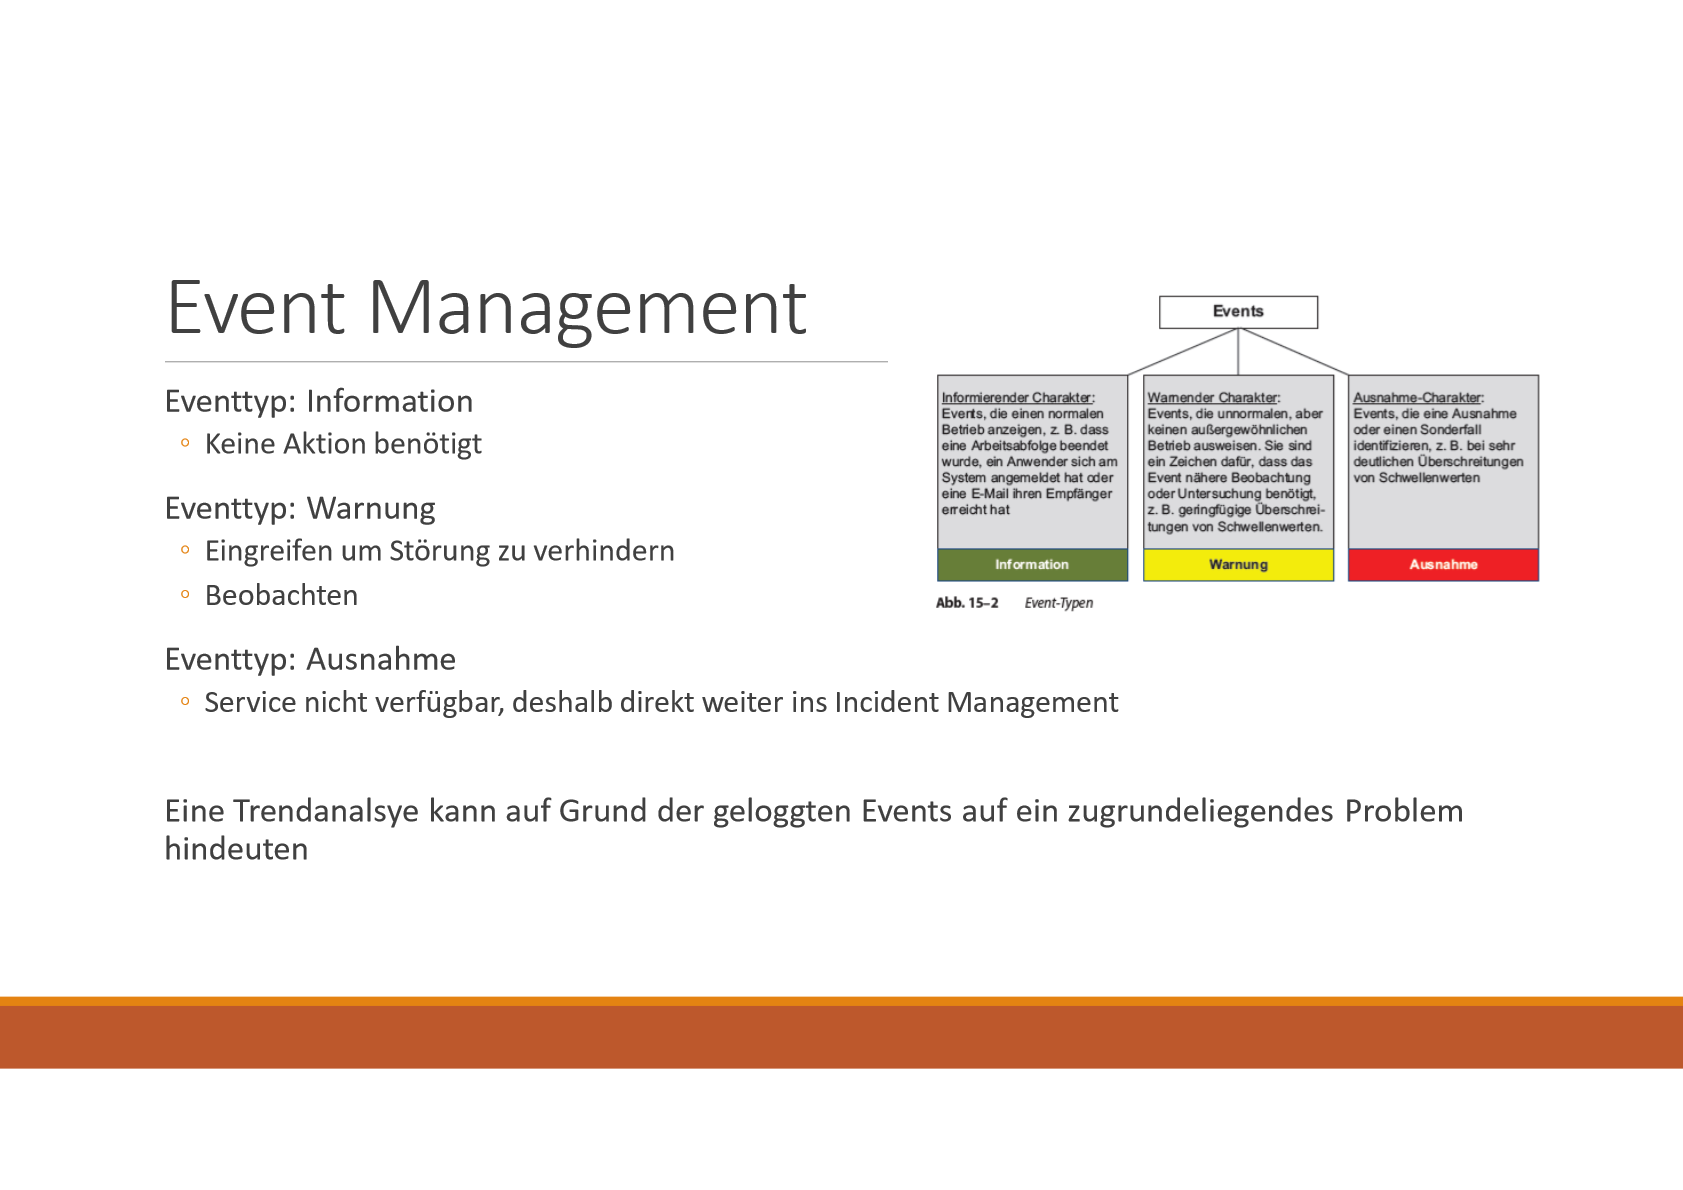 Event Management
Eventtyp: Information
◦ Keine Aktion benötigt
Eventtyp: Warnung
◦ Eingreifen um Störung zu verhindern
◦ Beobachten
Eventtyp: Ausnahme
◦ Service nicht verfügbar, deshalb direkt weiter ins Incident Management
Eine Trendanalsye kann auf Grund der geloggten Events auf ein zugrundeliegendes Problem
hindeuten
Events
Informierender Charakter:
Events, die einen normalen
Betrieb anzeigen, z. B. dass
eine Arbeitsabfolge beendet
wurde, ein Anwender sich am
System angemeldet hat oder
eine E-Mail ihren Empfänger
erreicht hat
Information
Warnender Charakter:
Events, die unnormalen, aber
keinen außergewöhnlichen
Betrieb ausweisen. Sie sind
ein Zeichen dafür, dass das
Event nähere Beobachtung
oder Untersuchung benötigt,
z. B. geringfügige Überschrei-
tungen von Schwellenwerten.
Warnung
Ausnahme-Charakter:
Events, die eine Ausnahme
oder einen Sonderfall
identifizieren, z. B. bei sehr
deutlichen Überschreitungen
von Schwellenwerten
Ausnahme
Abb. 15–2 Event-Typen